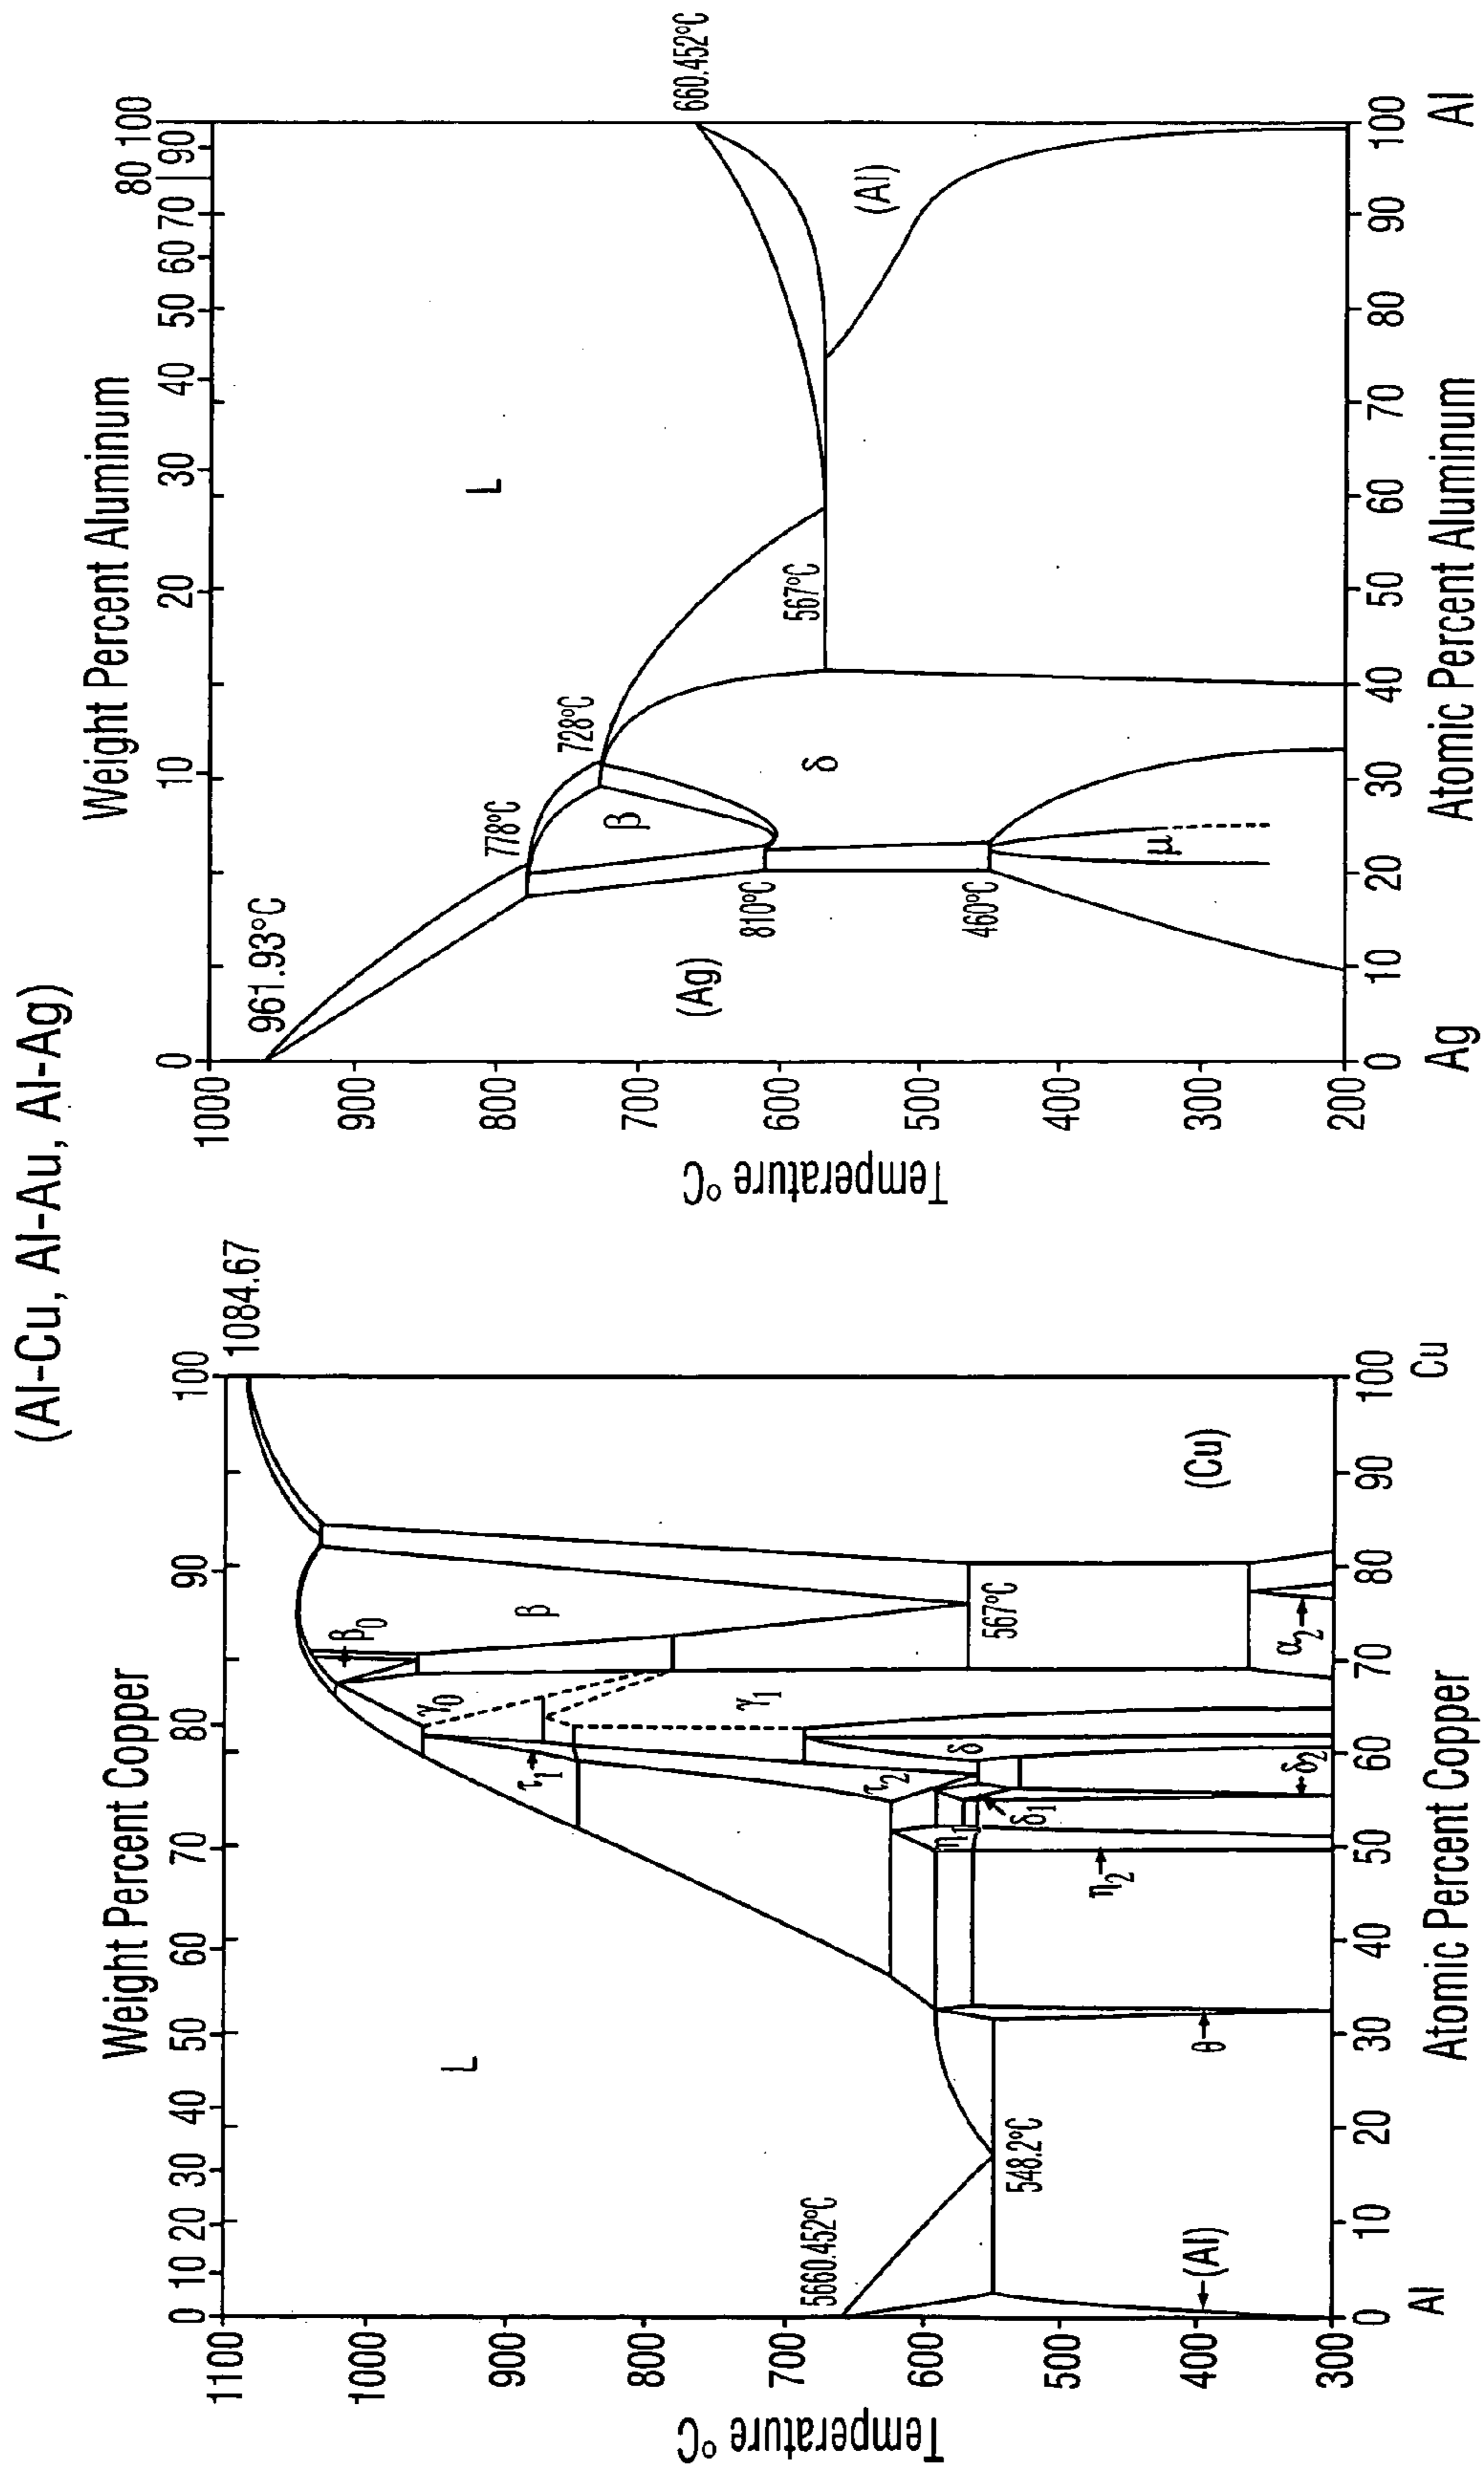 (Al-Cu, Al-Au, Al-Ag)
Weight Percent Copper
0 10 20 30 40 50 60 70 80 90 100
1084.67
Temperature °C
1100
1000
900
800
700
600
500
400
300
L
β0
β
γ0
γ1
τ1
τ2
δ
δ1
δ2
η1
η2
α2
θ
(Al)
(Cu)
5660.452°C
548.2°C
567°C
0 10 20 30 40 50 60 70 80 90 100
Al
Cu
Atomic Percent Copper
Weight Percent Aluminum
0 10 20 30 40 50 60 70 80 90 100
Temperature °C
1000
900
800
700
600
500
400
300
200
961.93°C
778°C
728°C
660.452°C
L
β
δ
(Ag)
(Al)
567°C
810°C
460°C
μ
0 10 20 30 40 50 60 70 80 90 100
Ag
Al
Atomic Percent Aluminum